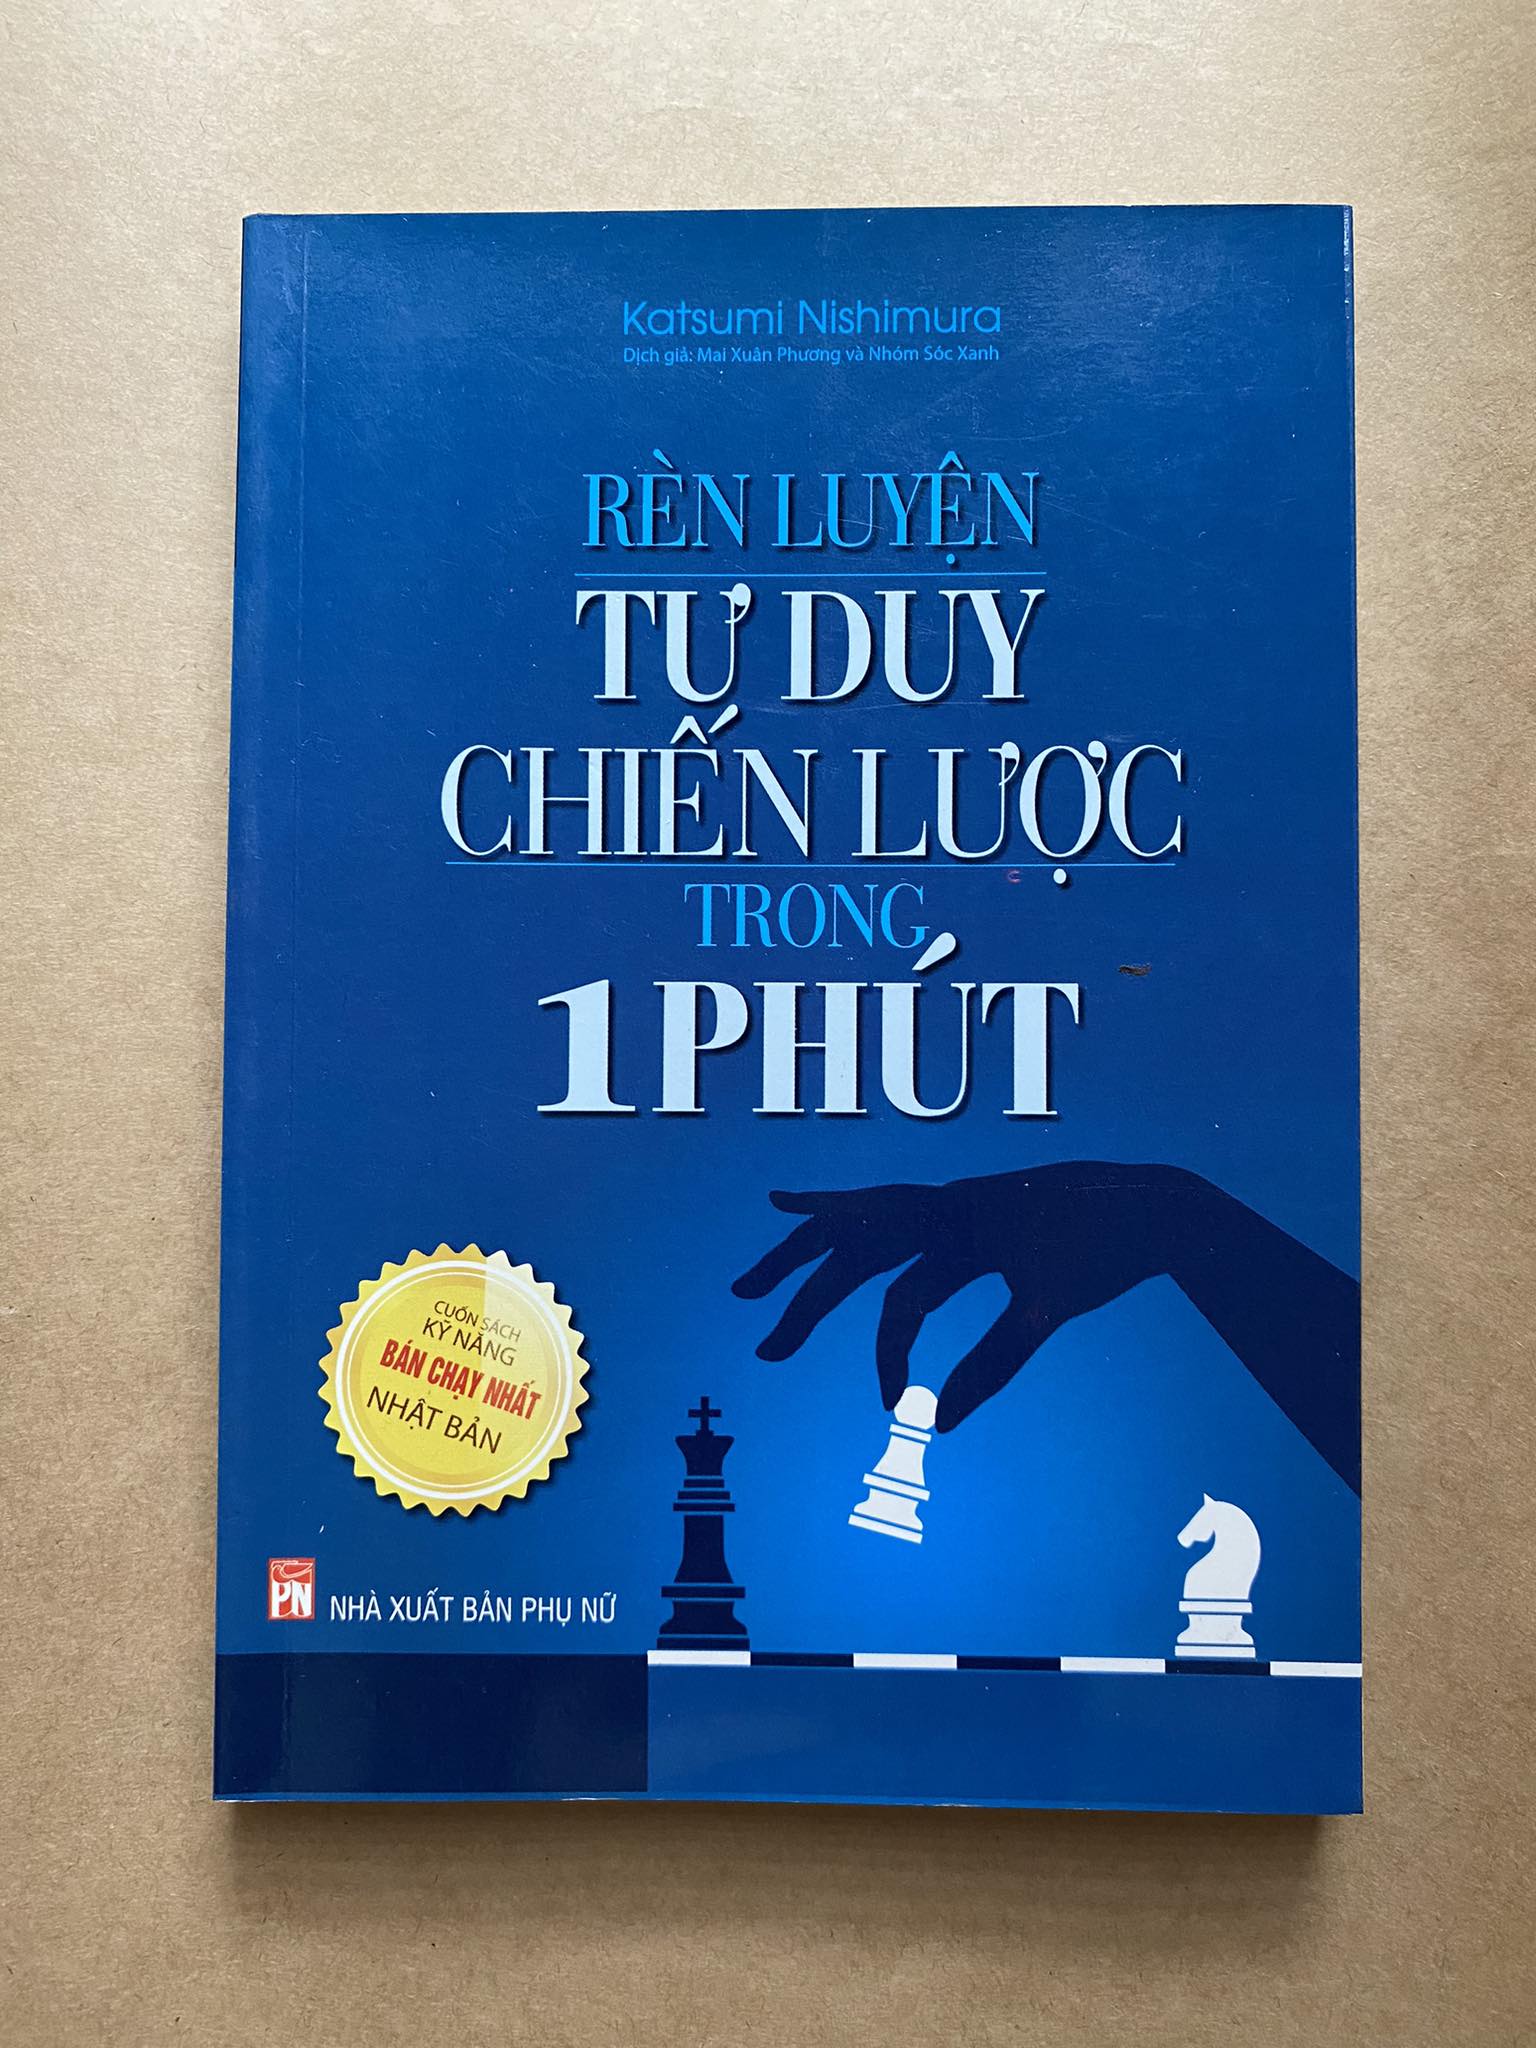 Katsumi Nishimura
Dịch giả: Mai Xuân Phương và Nhóm Sóc Xanh
RÈN LUYỆN
TƯ DUY
CHIẾN LƯỢC
TRONG
1 PHÚT
CUỐN SÁCH
KỸ NĂNG
BÁN CHẠY NHẤT
NHẬT BẢN
PN
NHÀ XUẤT BẢN PHỤ NỮ